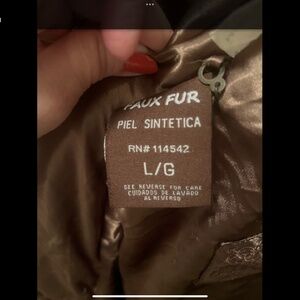 FAUX FUR
PIEL SINTETICA
RN# 114542
L/G
SEE REVERSE FOR CARE
CUIDADOS DE LAVADO
AL REVERSO